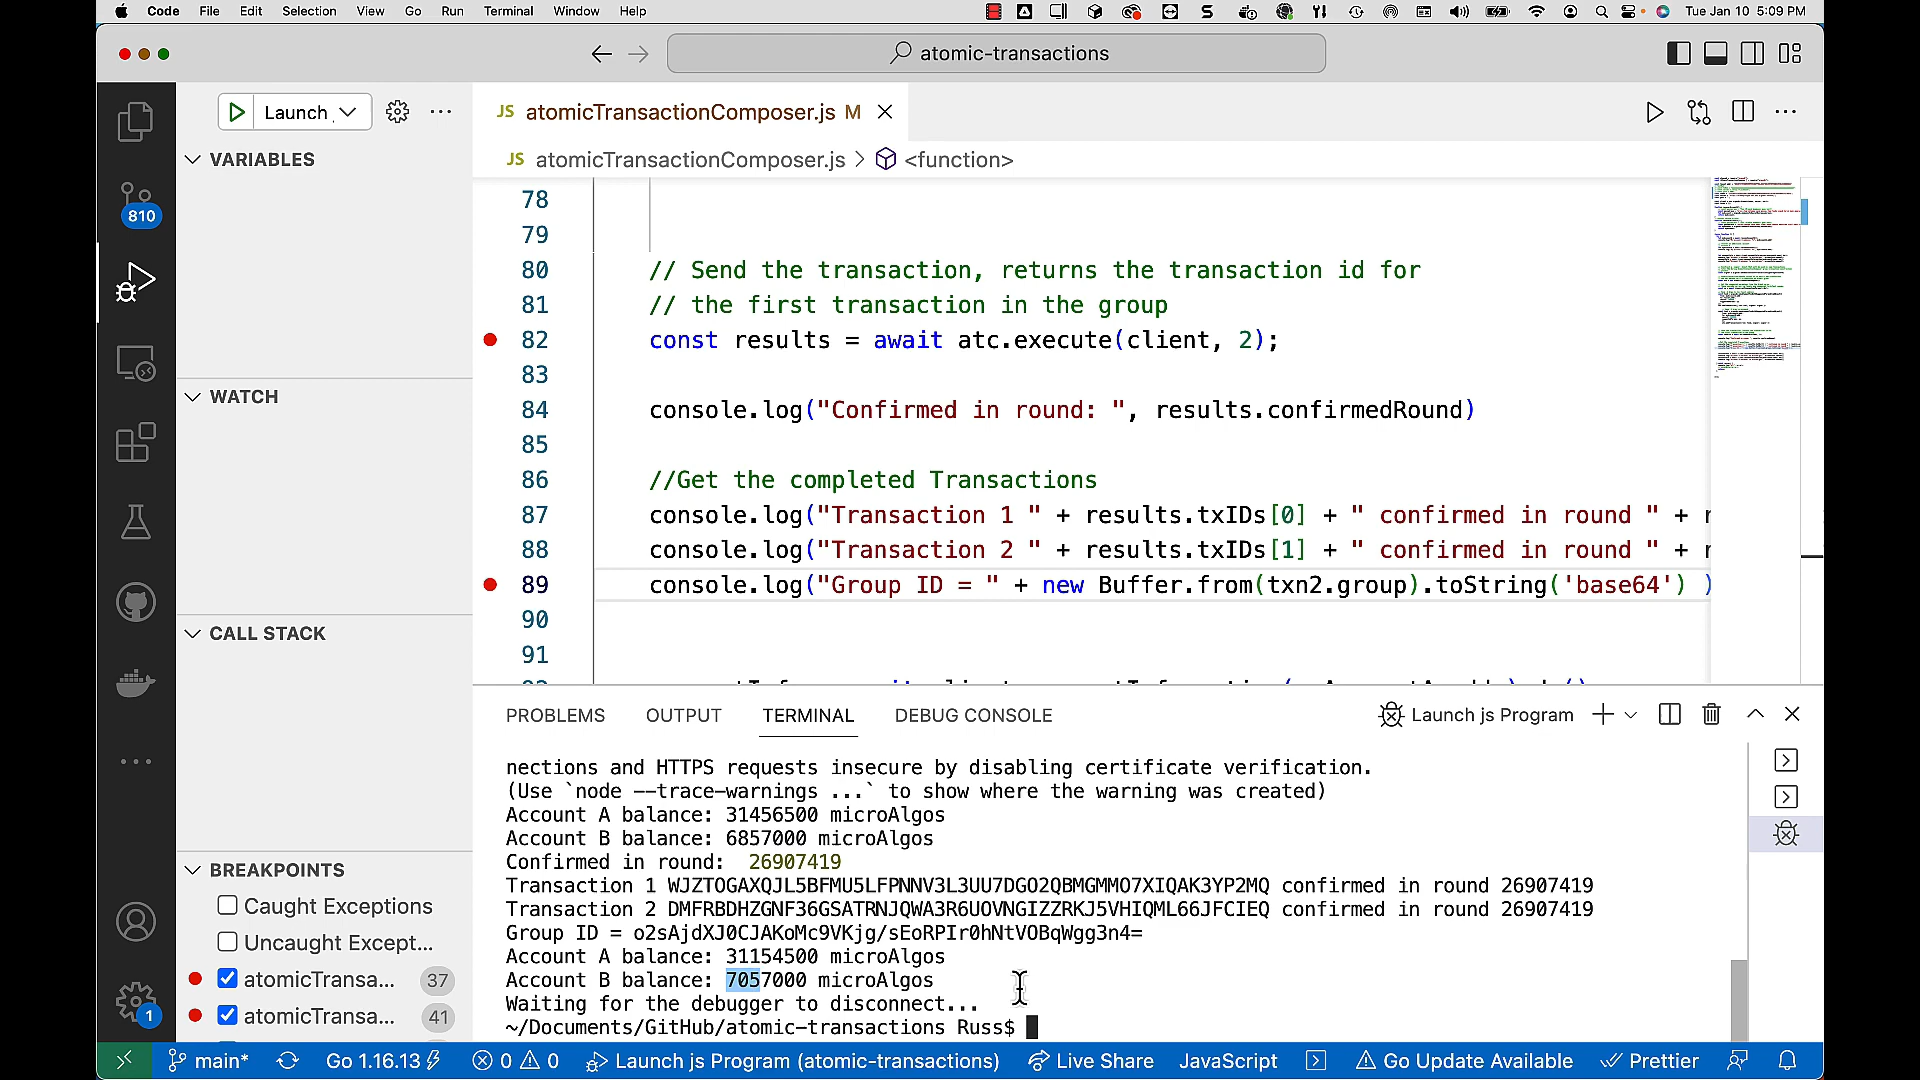 Code File Edit Selection View Go Run Terminal Window Help Tue Jan 10 5:09 PM
atomic-transactions
Launch
JS atomicTransactionComposer.js M
VARIABLES
JS atomicTransactionComposer.js > <function>
78
79
80 // Send the transaction, returns the transaction id for
81 // the first transaction in the group
82 const results = await atc.execute(client, 2);
83
84 console.log("Confirmed in round: ", results.confirmedRound)
85
86 //Get the completed Transactions
87 console.log("Transaction 1 " + results.txIDs[0] + " confirmed in round " +
88 console.log("Transaction 2 " + results.txIDs[1] + " confirmed in round " +
89 console.log("Group ID = " + new Buffer.from(txn2.group).toString('base64') )
90
91
810
WATCH
CALL STACK
BREAKPOINTS
Caught Exceptions
Uncaught Except...
atomicTransa... 37
atomicTransa... 41
1
PROBLEMS OUTPUT TERMINAL DEBUG CONSOLE Launch js Program
nections and HTTPS requests insecure by disabling certificate verification.
(Use `node --trace-warnings ...` to show where the warning was created)
Account A balance: 31456500 microAlgos
Account B balance: 6857000 microAlgos
Confirmed in round:  26907419
Transaction 1 WJZTOGAXQJL5BFMU5LFPNNV3L3UU7DGO2QBMGMMO7XIQAK3YP2MQ confirmed in round 26907419
Transaction 2 DMFRBDHZGNF36GSATRNJQWA3R6UOVNGIZZRKJ5VHIQML66JFCIEQ confirmed in round 26907419
Group ID = o2sAjdXJ0CJAKoMc9VKjg/sEoRPIr0hNtVOBqWgg3n4=
Account A balance: 31154500 microAlgos
Account B balance: 7057000 microAlgos
Waiting for the debugger to disconnect...
~/Documents/GitHub/atomic-transactions Russ$
main* Go 1.16.13 0 0 Launch js Program (atomic-transactions) Live Share JavaScript Go Update Available Prettier